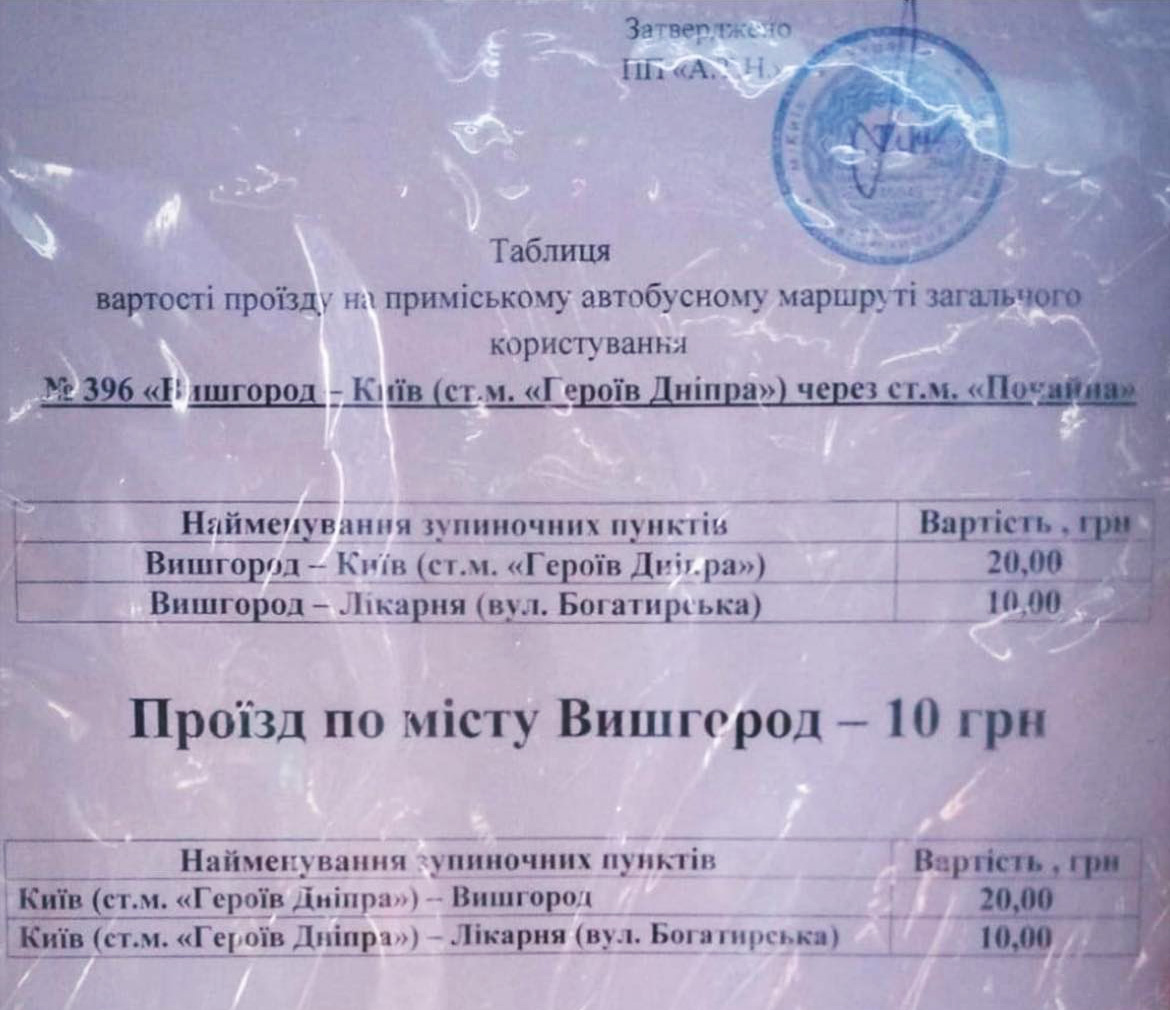 Затверджено
ПП «А.Т.Н.»
м.Київ
Таблиця
вартості проїзду на приміському автобусному маршруті загального
користування
№ 396 «Вишгород – Київ (ст.м. «Героїв Дніпра») через ст.м. «Почайна»
Найменування зупиночних пунктів Вартість , грн
Вишгород – Київ (ст.м. «Героїв Дніпра») 20,00
Вишгород – Лікарня (вул. Богатирська) 10,00
Проїзд по місту Вишгород – 10 грн
Найменування зупиночних пунктів Вартість , грн
Київ (ст.м. «Героїв Дніпра») – Вишгород 20,00
Київ (ст.м. «Героїв Дніпра») – Лікарня (вул. Богатирська) 10,00